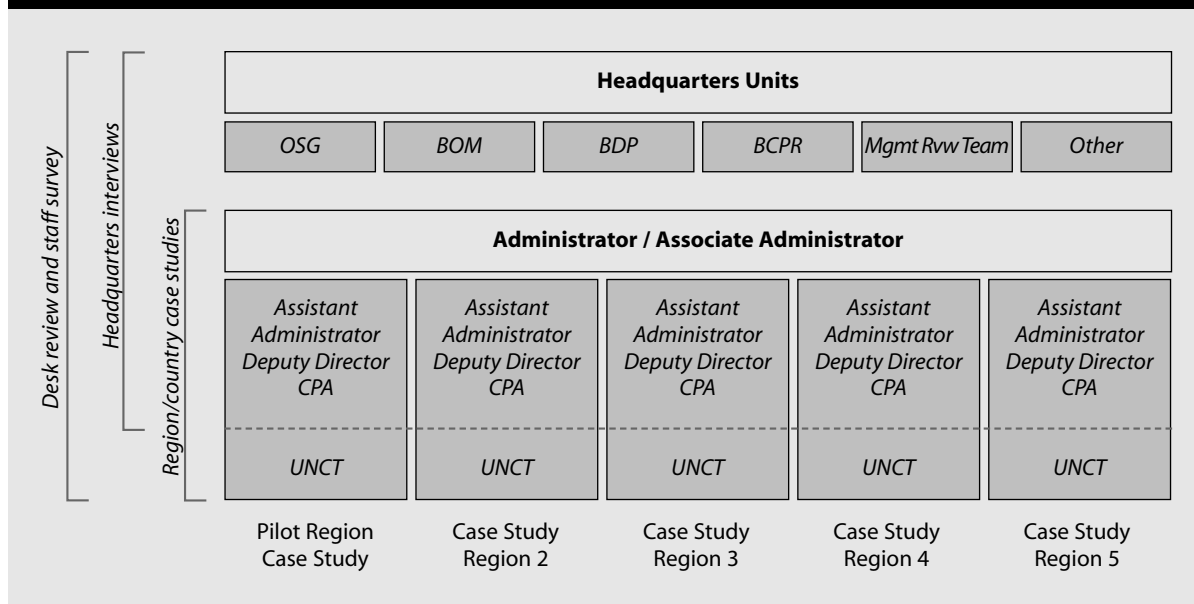 Desk review and staff survey
Headquarters interviews
Region/country case studies
Headquarters Units
OSG
BOM
BDP
BCPR
Mgmt Rvw Team
Other
Administrator / Associate Administrator
Assistant
Administrator
Deputy Director
CPA
UNCT
Assistant
Administrator
Deputy Director
CPA
UNCT
Assistant
Administrator
Deputy Director
CPA
UNCT
Assistant
Administrator
Deputy Director
CPA
UNCT
Assistant
Administrator
Deputy Director
CPA
UNCT
Pilot Region
Case Study
Case Study
Region 2
Case Study
Region 3
Case Study
Region 4
Case Study
Region 5